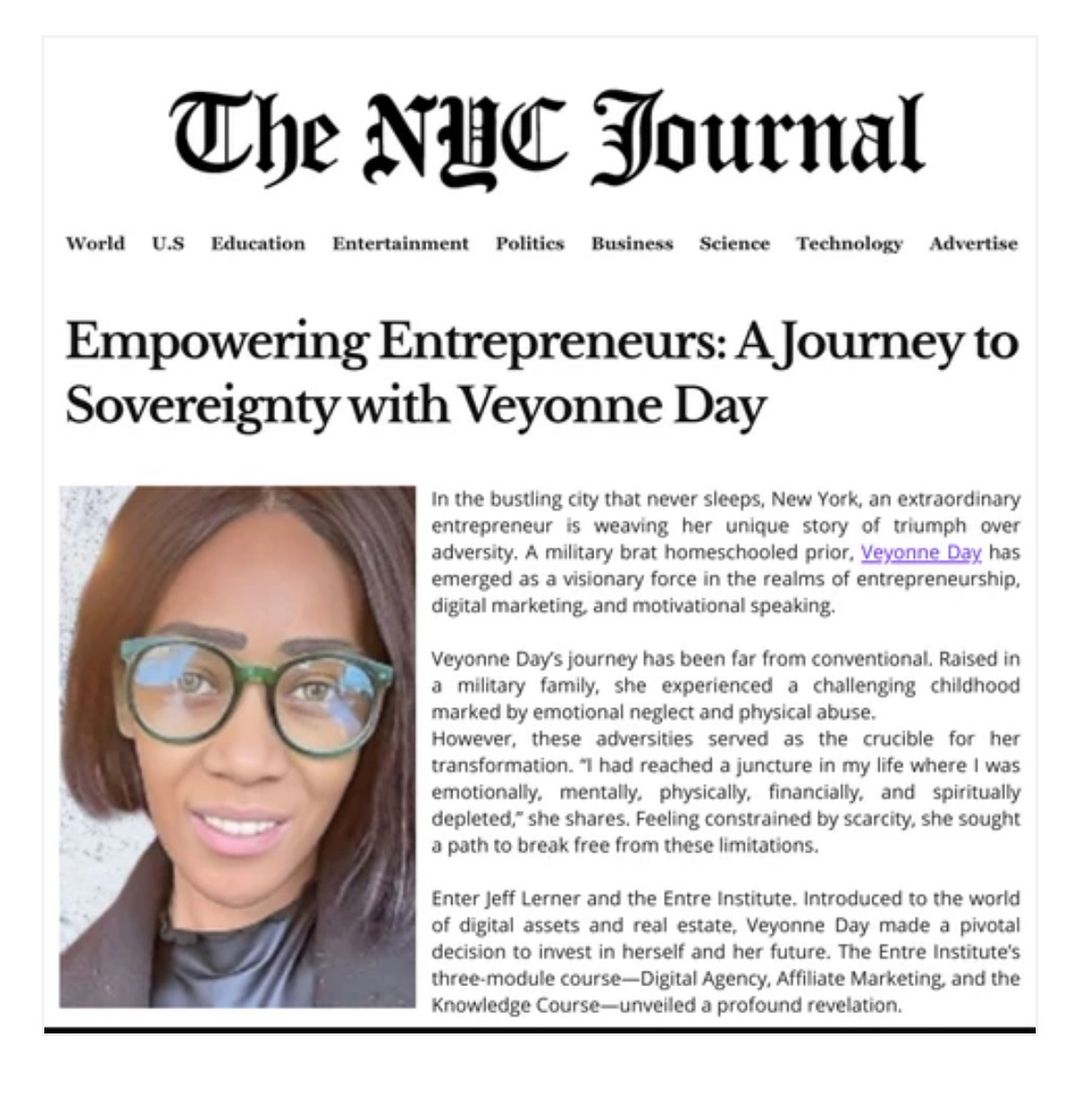 The NYC Journal
World U.S Education Entertainment Politics Business Science Technology Advertise
Empowering Entrepreneurs: A Journey to
Sovereignty with Veyonne Day
In the bustling city that never sleeps, New York, an extraordinary
entrepreneur is weaving her unique story of triumph over
adversity. A military brat homeschooled prior, Veyonne Day has
emerged as a visionary force in the realms of entrepreneurship,
digital marketing, and motivational speaking.
Veyonne Day’s journey has been far from conventional. Raised in
a military family, she experienced a challenging childhood
marked by emotional neglect and physical abuse.
However, these adversities served as the crucible for her
transformation. “I had reached a juncture in my life where I was
emotionally, mentally, physically, financially, and spiritually
depleted,” she shares. Feeling constrained by scarcity, she sought
a path to break free from these limitations.
Enter Jeff Lerner and the Entre Institute. Introduced to the world
of digital assets and real estate, Veyonne Day made a pivotal
decision to invest in herself and her future. The Entre Institute’s
three-module course—Digital Agency, Affiliate Marketing, and the
Knowledge Course—unveiled a profound revelation.